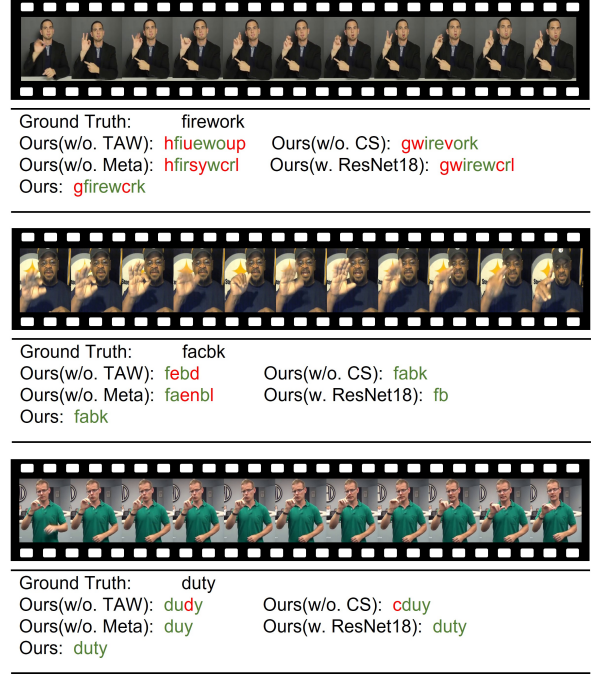 Ground Truth: firework
Ours(w/o. TAW): hfiuewoup Ours(w/o. CS): gwirevork
Ours(w/o. Meta): hfirsywcrl Ours(w. ResNet18): gwirewcrl
Ours: gfirewcrk
Ground Truth: facbk
Ours(w/o. TAW): febd Ours(w/o. CS): fabk
Ours(w/o. Meta): faenbl Ours(w. ResNet18): fb
Ours: fabk
Ground Truth: duty
Ours(w/o. TAW): dudy Ours(w/o. CS): cduy
Ours(w/o. Meta): duy Ours(w. ResNet18): duty
Ours: duty